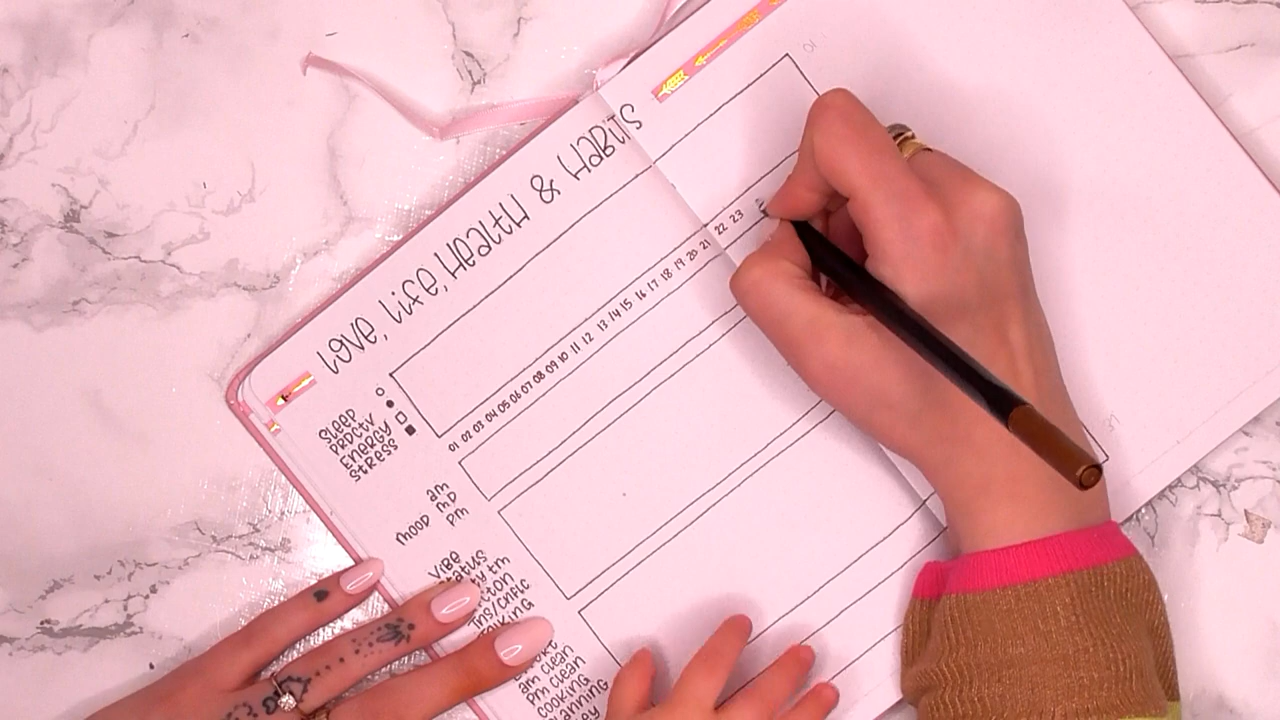 LOVE, LiFE, HEALTH & HABITS
SLEEP
PRDCTV
ENERGY
STRESS
01 02 03 04 05 06 07 08 09 10 11 12 13 14 15 16 17 18 19 20 21 22 23
MOOD
am
mD
pm
VIBE
am clean
pm clean
COOKING